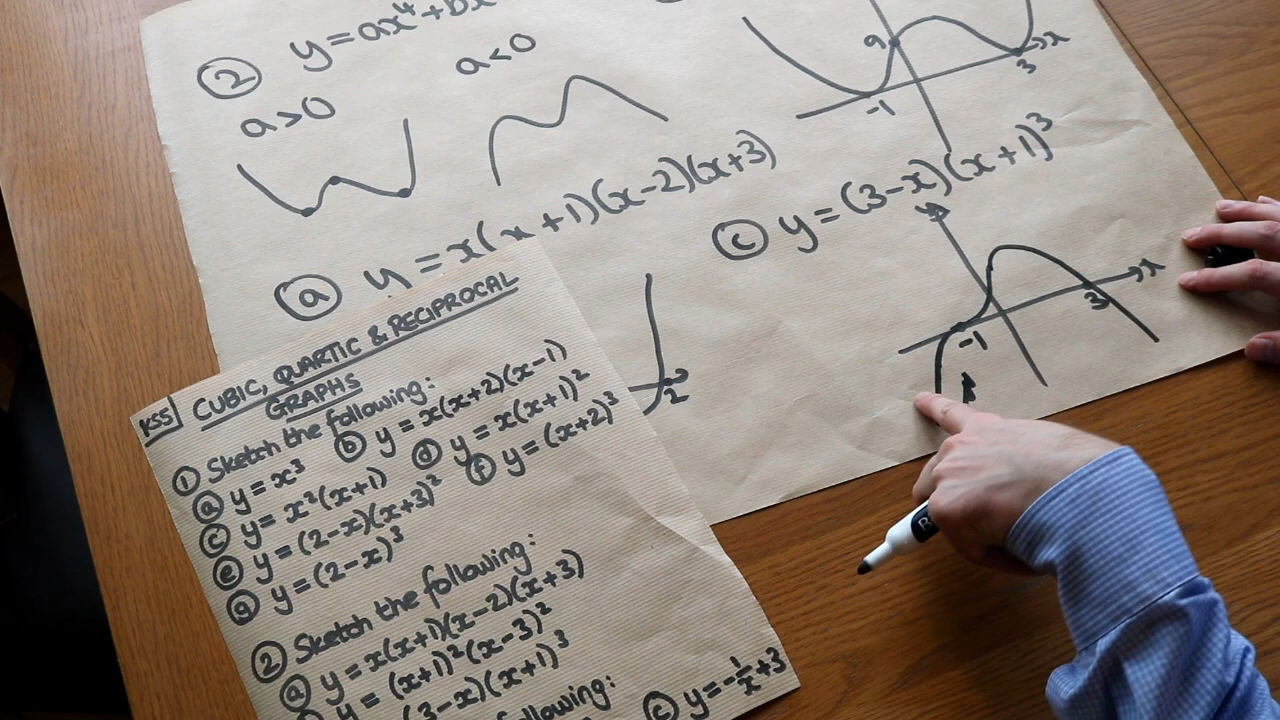 ② y=ax⁴+bx
a>0
a<0
9
-1
3
x
ⓐ y=x(x+1)(x-2)(x+3)
2
x
ⓒ y=(3-x)(x+1)³
y
x
-1
3
KS5 CUBIC, QUARTIC & RECIPROCAL
GRAPHS
① Sketch the following:
ⓐ y=x³ ⓑ y=x(x+2)(x-1)
ⓒ y=x²(x+1) ⓓ y=x(x+1)²
ⓔ y=(2-x)(x+3)² ⓕ y=(x+2)³
ⓖ y=(2-x)³
② Sketch the following:
ⓐ y=x(x+1)(x-2)(x+3)
y=(x+1)²(x-3)²
(3-x)(x+1)³
following:
ⓒ y=-1/x+3